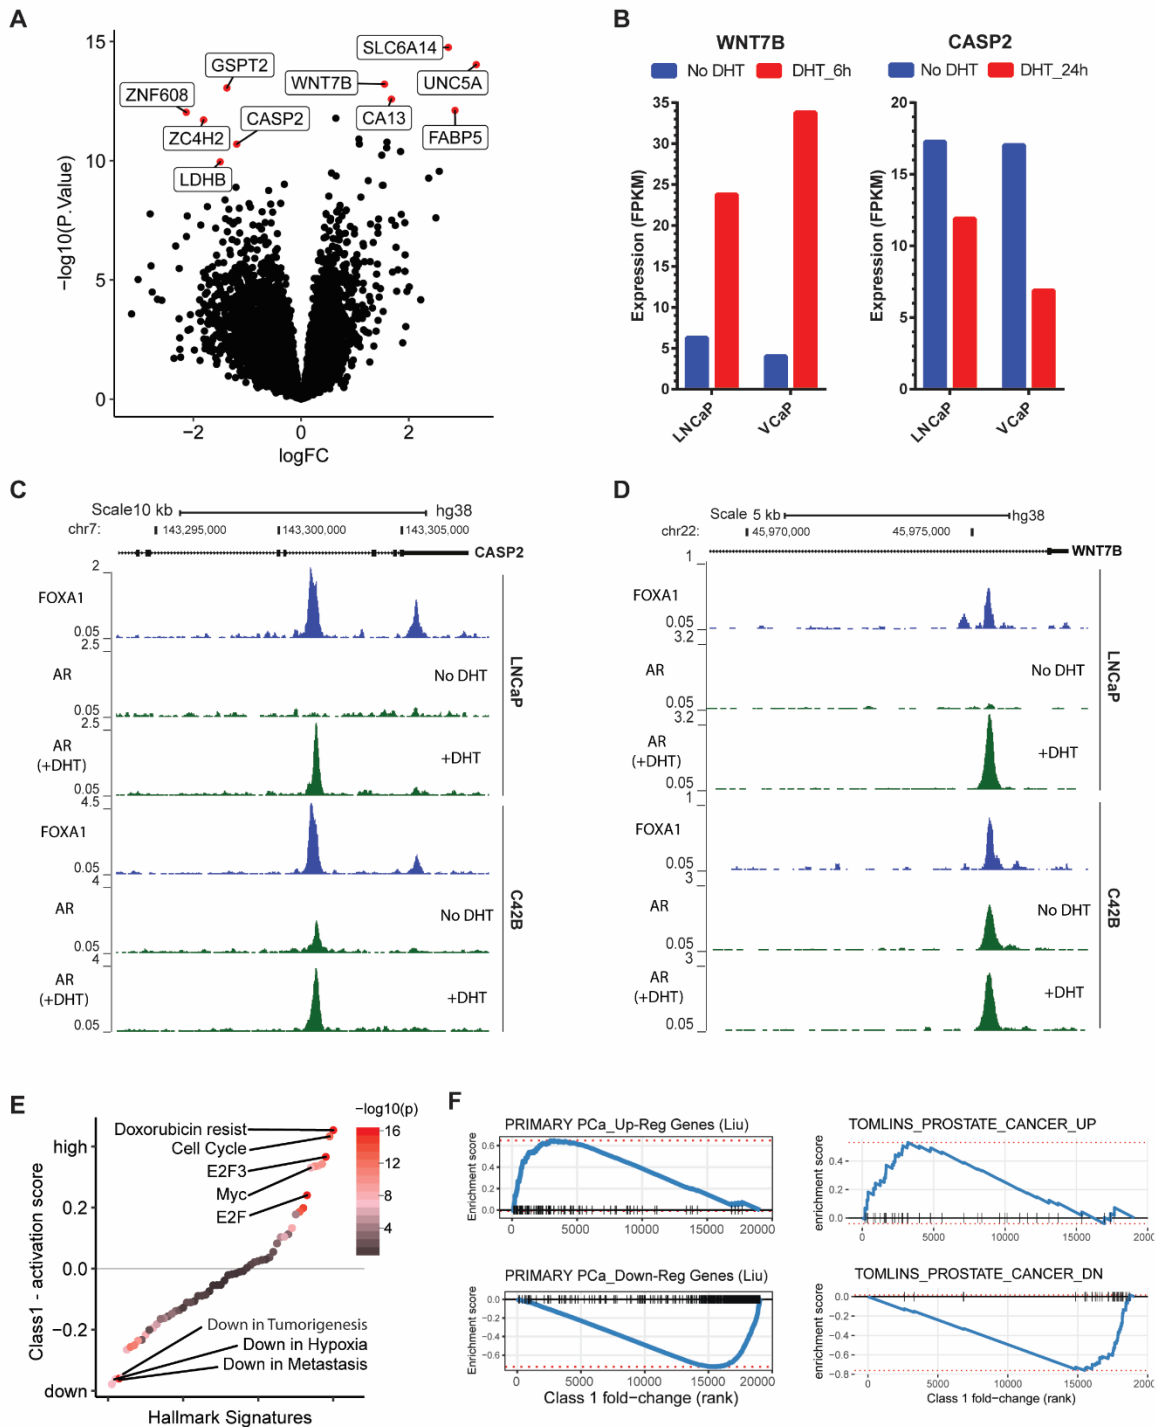 A
15
10
5
0
−log10(P.Value)
SLC6A14
GSPT2
WNT7B
UNC5A
ZNF608
CASP2
CA13
ZC4H2
FABP5
LDHB
−2
0
2
logFC
B
WNT7B
No DHT
DHT_6h
35
30
25
20
15
10
5
0
Expression (FPKM)
LNCaP
VCaP
CASP2
No DHT
DHT_24h
20
15
10
5
0
Expression (FPKM)
LNCaP
VCaP
C
Scale10 kb
hg38
chr7:
143,295,000
143,300,000
143,305,000
CASP2
2
FOXA1
0.05
2.5
AR
No DHT
0.05
2.5
AR
(+DHT)
+DHT
0.05
LNCaP
4.5
FOXA1
0.05
4
AR
No DHT
0.05
4
AR
(+DHT)
+DHT
0.05
C42B
D
Scale 5 kb
hg38
chr22:
45,970,000
45,975,000
WNT7B
1
FOXA1
0.05
3.2
AR
No DHT
0.05
3.2
AR
(+DHT)
+DHT
0.05
LNCaP
1
FOXA1
0.05
3
AR
No DHT
0.05
3
AR
(+DHT)
+DHT
0.05
C42B
E
−log10(p)
16
12
8
4
Doxorubicin resist
Cell Cycle
E2F3
Myc
E2F
high
0.2
0.0
−0.2
down
Class1 - activation score
Down in Tumorigenesis
Down in Hypoxia
Down in Metastasis
Hallmark Signatures
F
PRIMARY PCa_Up-Reg Genes (Liu)
Enrichment score
0.6
0.4
0.2
0.0
0
5000
10000
15000
20000
TOMLINS_PROSTATE_CANCER_UP
enrichment score
0.4
0.2
0.0
0
5000
10000
15000
2000
PRIMARY PCa_Down-Reg Genes (Liu)
Enrichment score
0.0
−0.2
−0.4
−0.6
0
5000
10000
15000
20000
Class 1 fold−change (rank)
TOMLINS_PROSTATE_CANCER_DN
enrichment score
0.0
−0.2
−0.4
−0.6
−0.8
0
5000
10000
15000
2000
Class 1 fold−change (rank)